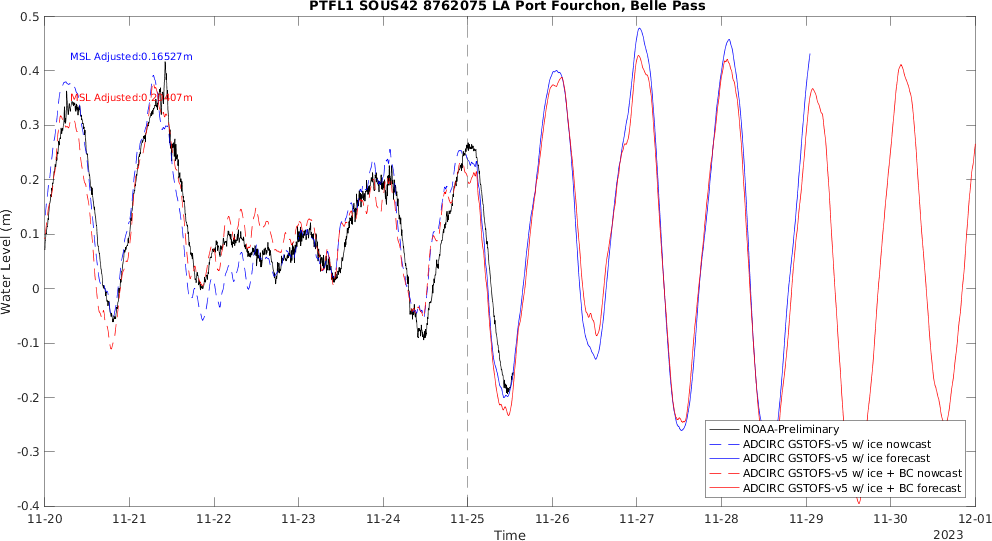 PTFL1 SOUS42 8762075 LA Port Fourchon, Belle Pass
0.5
0.4
0.3
0.2
0.1
0
-0.1
-0.2
-0.3
-0.4
Water Level (m)
MSL Adjusted:0.16527m
MSL Adjusted:
NOAA-Preliminary
ADCIRC GSTOFS-v5 w/ ice nowcast
ADCIRC GSTOFS-v5 w/ ice forecast
ADCIRC GSTOFS-v5 w/ ice + BC nowcast
ADCIRC GSTOFS-v5 w/ ice + BC forecast
11-20 11-21 11-22 11-23 11-24 11-25 11-26 11-27 11-28 11-29 11-30 12-01
Time
2023